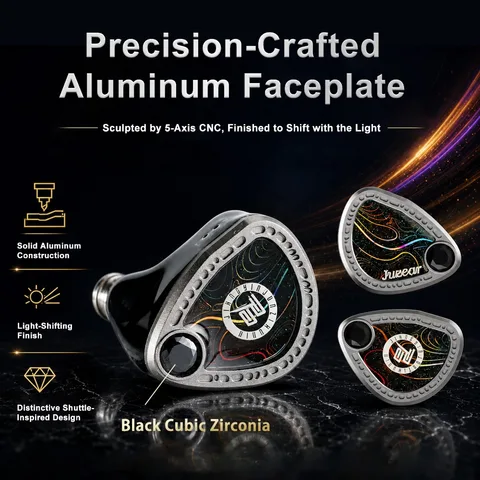 Precision-Crafted
Aluminum Faceplate
Sculpted by 5-Axis CNC, Finished to Shift with the Light
Solid Aluminum
Construction
Light-Shifting
Finish
Distinctive Shuttle-
Inspired Design
Juzear
Black Cubic Zirconia